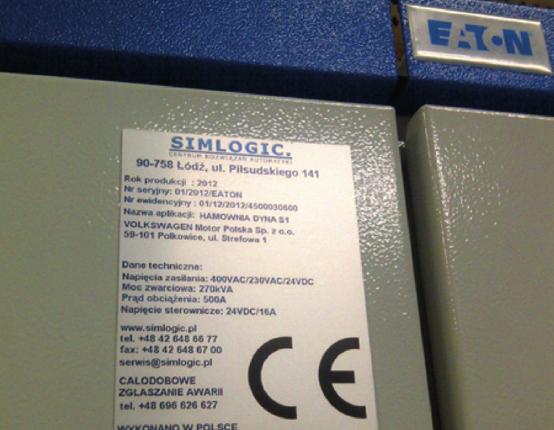 EATON
SIMLOGIC.
CENTRUM ROZWIĄZAŃ AUTOMATYKI
90-758 Łódź, ul. Piłsudskiego 141
Rok produkcji : 2012
Nr seryjny: 01/2012/EATON
Nr ewidencyjny : 01/12/2012/4500030600
Nazwa aplikacji: HAMOWNIA DYNA S1
VOLKSWAGEN Motor Polska Sp. z o.o.
59-101 Polkowice, ul. Strefowa 1
Dane techniczne:
Napięcia zasilania: 400VAC/230VAC/24VDC
Moc zwarciowa: 270kVA
Prąd obciążenia: 500A
Napięcie sterownicze: 24VDC/16A
www.simlogic.pl
tel. +48 42 648 66 77
fax: +48 42 648 67 00
serwis@simlogic.pl
CAŁODOBOWE
ZGŁASZANIE AWARII
tel. +48 696 626 627
WYKONANO W POLSCE
CE